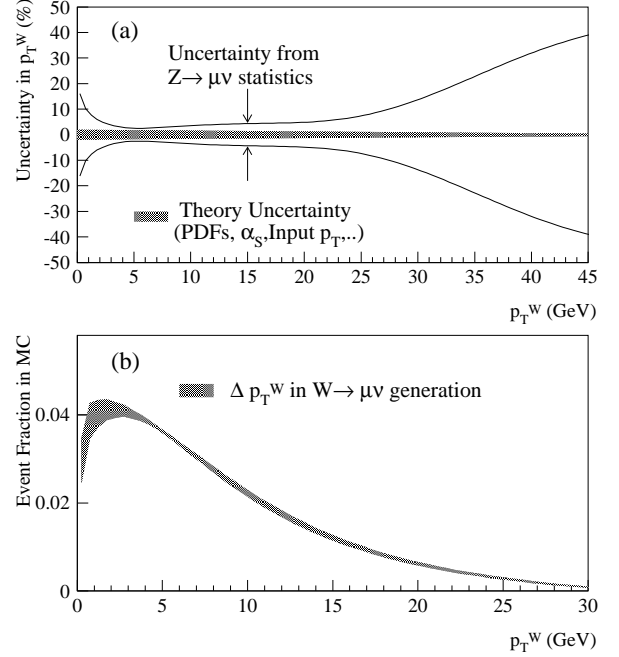 (a)
Uncertainty in p_T^W (%)
50
40
30
20
10
0
-10
-20
-30
-40
-50
Uncertainty from
Z→ μν statistics
Theory Uncertainty
(PDFs, α_S,Input p_T,..)
0 5 10 15 20 25 30 35 40 45
p_T^W (GeV)
(b)
Event Fraction in MC
0.04
0.02
0
Δ p_T^W in W→ μν generation
0 5 10 15 20 25 30
p_T^W (GeV)